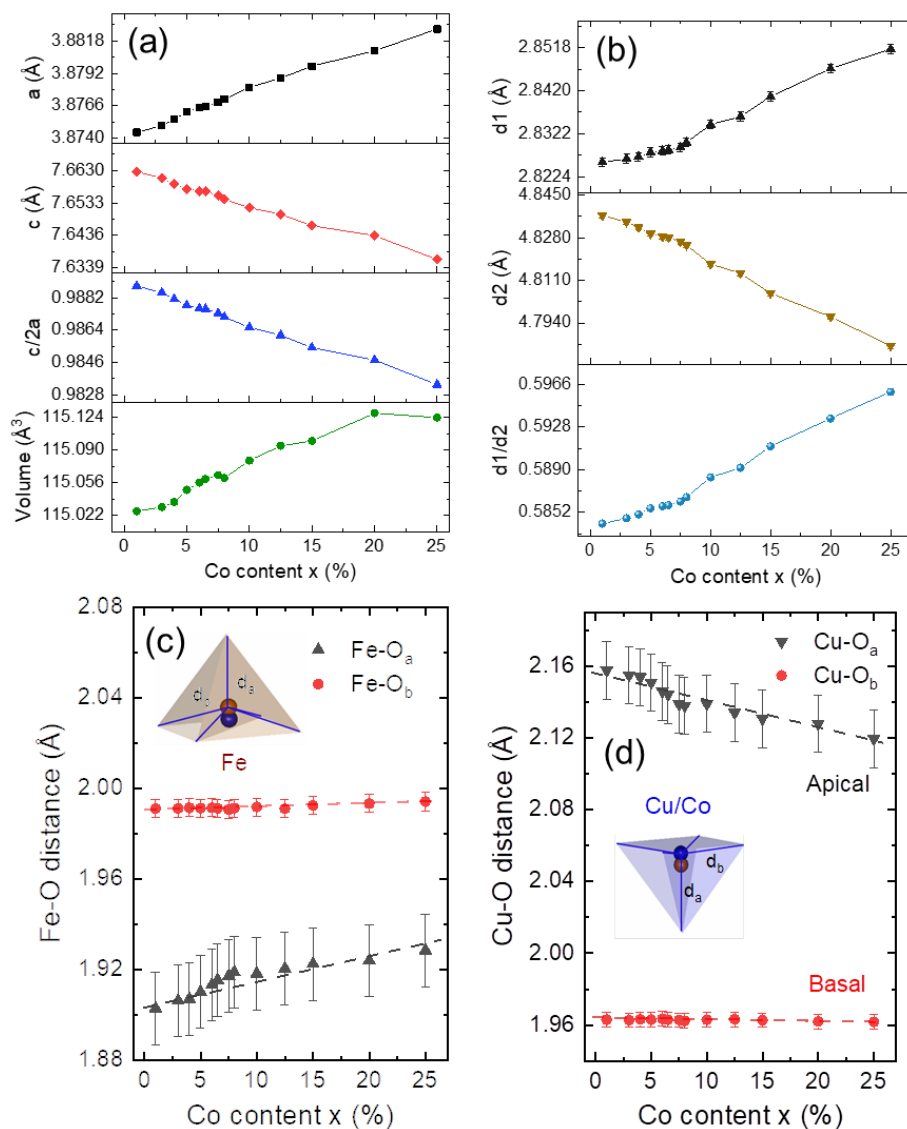 (a)
a (Å)
3.8818
3.8792
3.8766
3.8740
c (Å)
7.6630
7.6533
7.6436
7.6339
c/2a
0.9882
0.9864
0.9846
0.9828
Volume (Å³)
115.124
115.090
115.056
115.022
0 5 10 15 20 25
Co content x (%)
(b)
d1 (Å)
2.8518
2.8420
2.8322
2.8224
d2 (Å)
4.8450
4.8280
4.8110
4.7940
d1/d2
0.5966
0.5928
0.5890
0.5852
0 5 10 15 20 25
Co content x (%)
(c)
Fe-Oₐ
Fe-O_b
dₐ
Fe
Fe-O distance (Å)
2.08
2.04
2.00
1.96
1.92
1.88
0 5 10 15 20 25
Co content x (%)
(d)
Cu-Oₐ
Cu-O_b
Apical
Cu/Co
d_b
dₐ
Basal
Cu-O distance (Å)
2.16
2.12
2.08
2.04
2.00
1.96
0 5 10 15 20 25
Co content x (%)